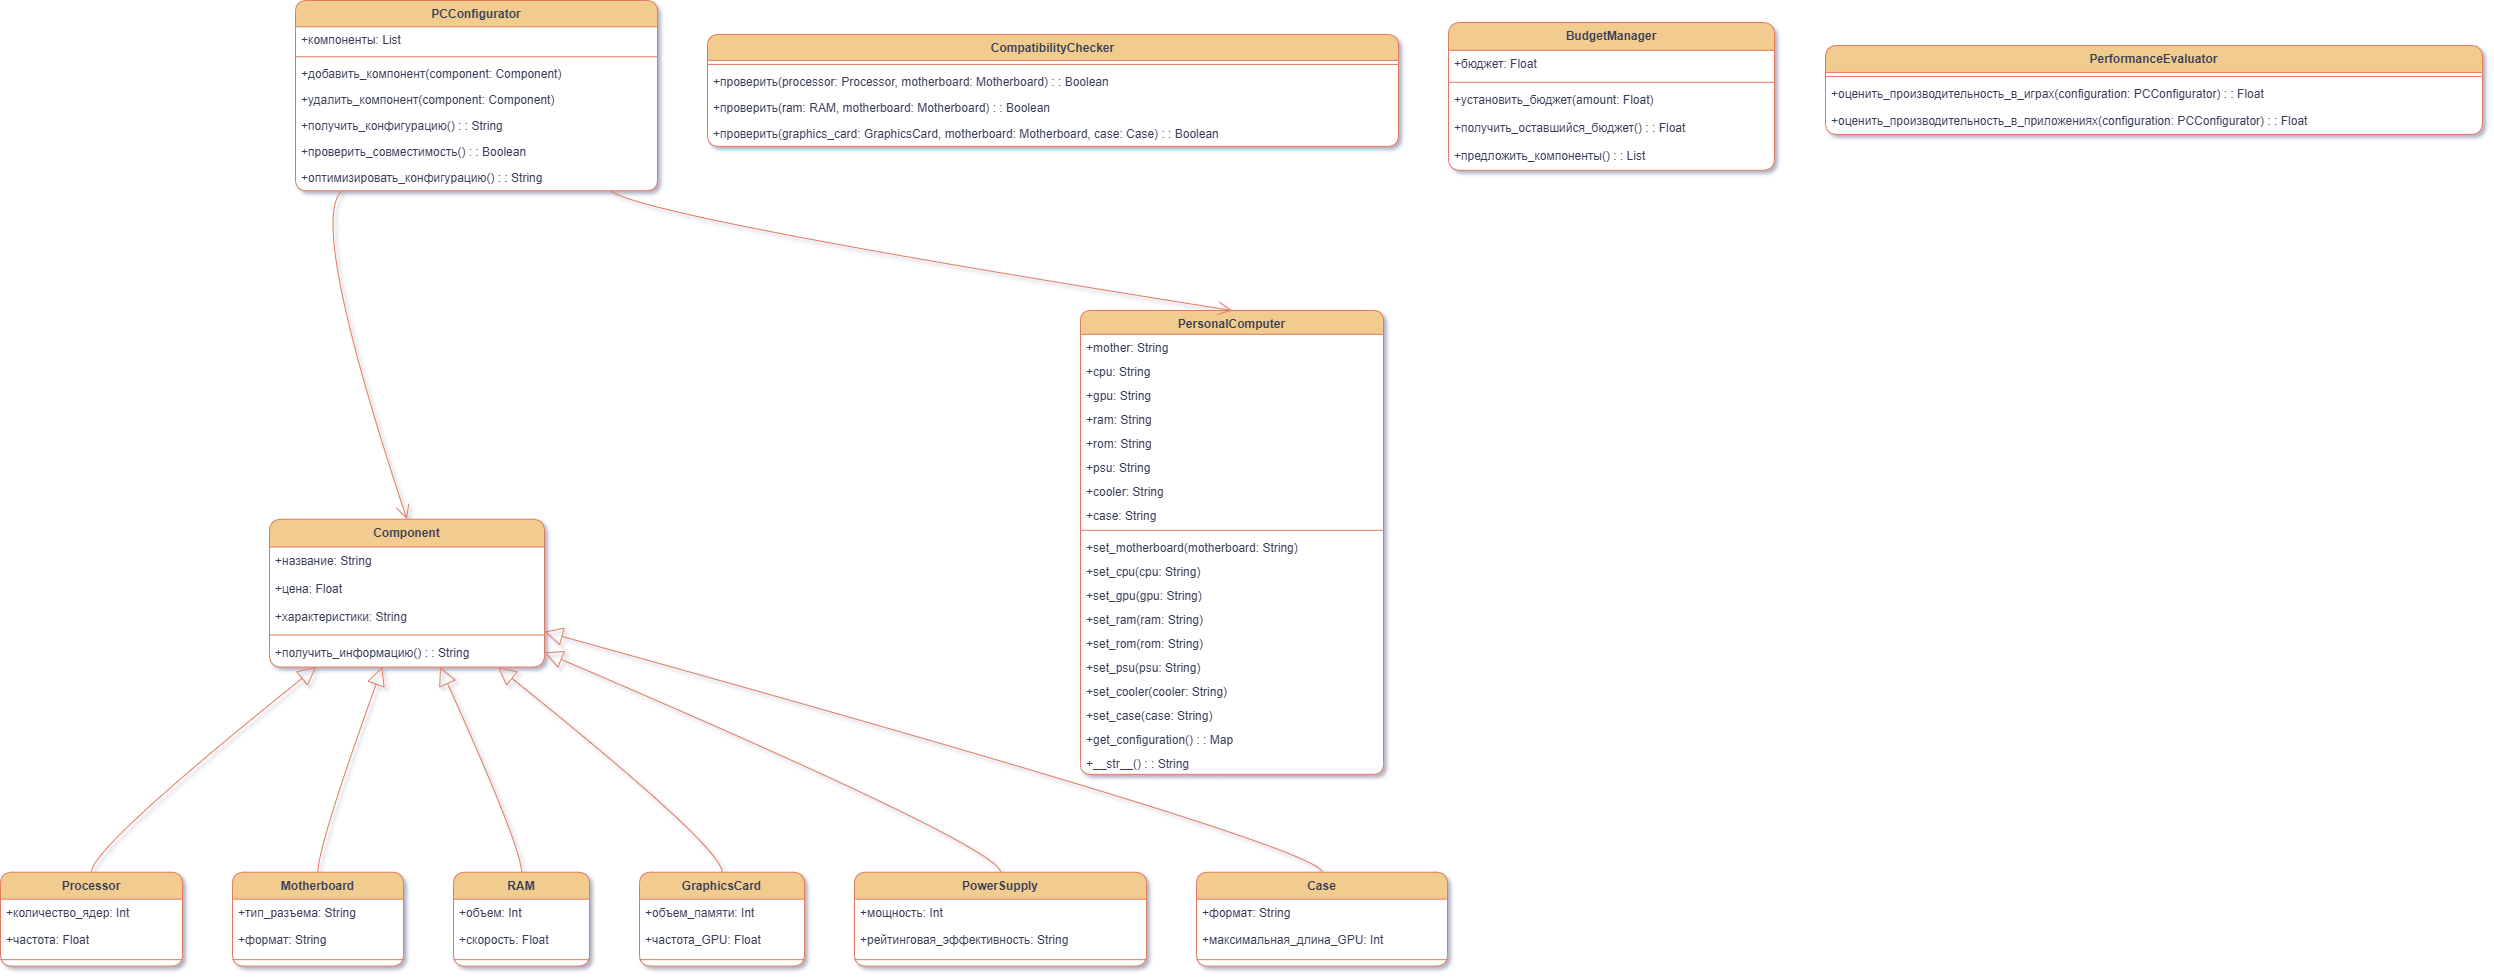 PCConfigurator
+компоненты: List
+добавить_компонент(component: Component)
+удалить_компонент(component: Component)
+получить_конфигурацию() : : String
+проверить_совместимость() : : Boolean
+оптимизировать_конфигурацию() : : String
CompatibilityChecker
+проверить(processor: Processor, motherboard: Motherboard) : : Boolean
+проверить(ram: RAM, motherboard: Motherboard) : : Boolean
+проверить(graphics_card: GraphicsCard, motherboard: Motherboard, case: Case) : : Boolean
BudgetManager
+бюджет: Float
+установить_бюджет(amount: Float)
+получить_оставшийся_бюджет() : : Float
+предложить_компоненты() : : List
PerformanceEvaluator
+оценить_производительность_в_играх(configuration: PCConfigurator) : : Float
+оценить_производительность_в_приложениях(configuration: PCConfigurator) : : Float
PersonalComputer
+mother: String
+cpu: String
+gpu: String
+ram: String
+rom: String
+psu: String
+cooler: String
+case: String
+set_motherboard(motherboard: String)
+set_cpu(cpu: String)
+set_gpu(gpu: String)
+set_ram(ram: String)
+set_rom(rom: String)
+set_psu(psu: String)
+set_cooler(cooler: String)
+set_case(case: String)
+get_configuration() : : Map
+__str__() : : String
Component
+название: String
+цена: Float
+характеристики: String
+получить_информацию() : : String
Processor
+количество_ядер: Int
+частота: Float
Motherboard
+тип_разъема: String
+формат: String
RAM
+объем: Int
+скорость: Float
GraphicsCard
+объем_памяти: Int
+частота_GPU: Float
PowerSupply
+мощность: Int
+рейтинговая_эффективность: String
Case
+формат: String
+максимальная_длина_GPU: Int